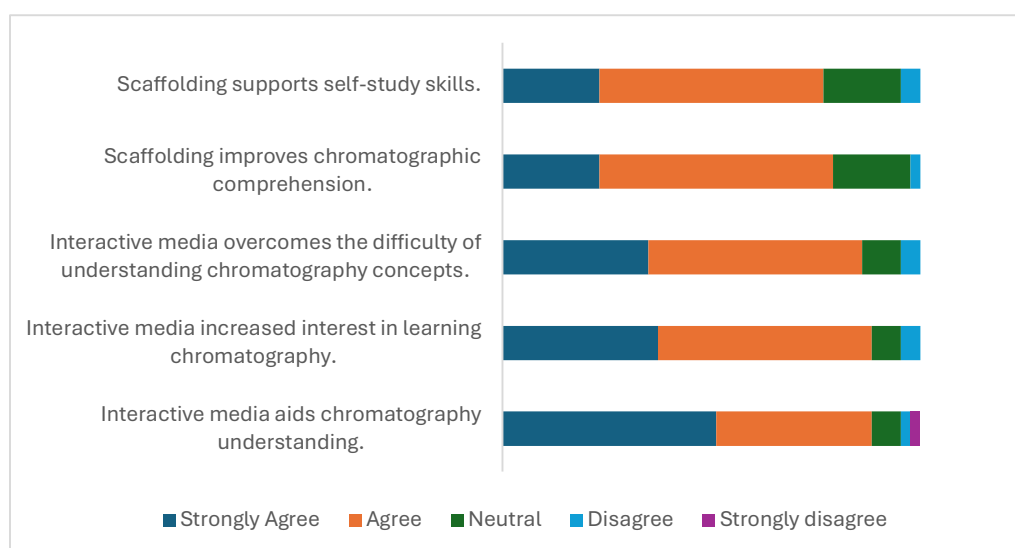 Scaffolding supports self-study skills.
Scaffolding improves chromatographic
comprehension.
Interactive media overcomes the difficulty of
understanding chromatography concepts.
Interactive media increased interest in learning
chromatography.
Interactive media aids chromatography
understanding.
Strongly Agree Agree Neutral Disagree Strongly disagree